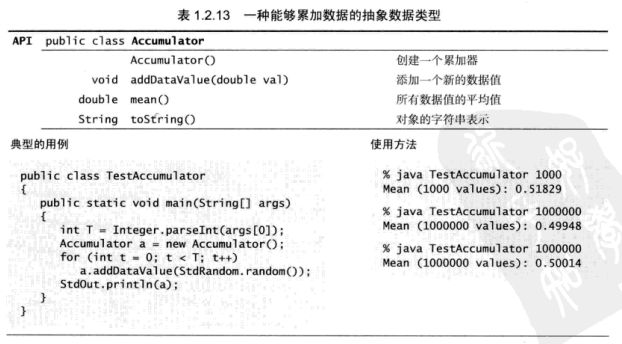 表 1.2.13 一种能够累加数据的抽象数据类型
API public class Accumulator
Accumulator() 创建一个累加器
void addDataValue(double val) 添加一个新的数据值
double mean() 所有数据值的平均值
String toString() 对象的字符串表示
典型的用例
public class TestAccumulator
{
public static void main(String[] args)
{
int T = Integer.parseInt(args[0]);
Accumulator a = new Accumulator();
for (int t = 0; t < T; t++)
a.addDataValue(StdRandom.random());
StdOut.println(a);
}
}
使用方法
% java TestAccumulator 1000
Mean (1000 values): 0.51829
% java TestAccumulator 1000000
Mean (1000000 values): 0.49948
% java TestAccumulator 1000000
Mean (1000000 values): 0.50014